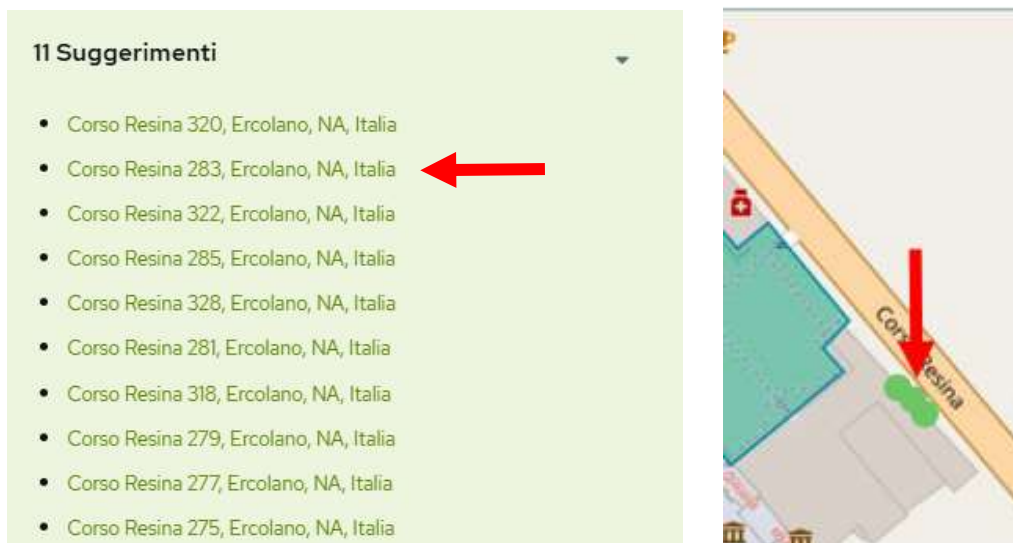 11 Suggerimenti
Corso Resina 320, Ercolano, NA, Italia
Corso Resina 283, Ercolano, NA, Italia
Corso Resina 322, Ercolano, NA, Italia
Corso Resina 285, Ercolano, NA, Italia
Corso Resina 328, Ercolano, NA, Italia
Corso Resina 281, Ercolano, NA, Italia
Corso Resina 318, Ercolano, NA, Italia
Corso Resina 279, Ercolano, NA, Italia
Corso Resina 277, Ercolano, NA, Italia
Corso Resina 275, Ercolano, NA, Italia
Corso Resina